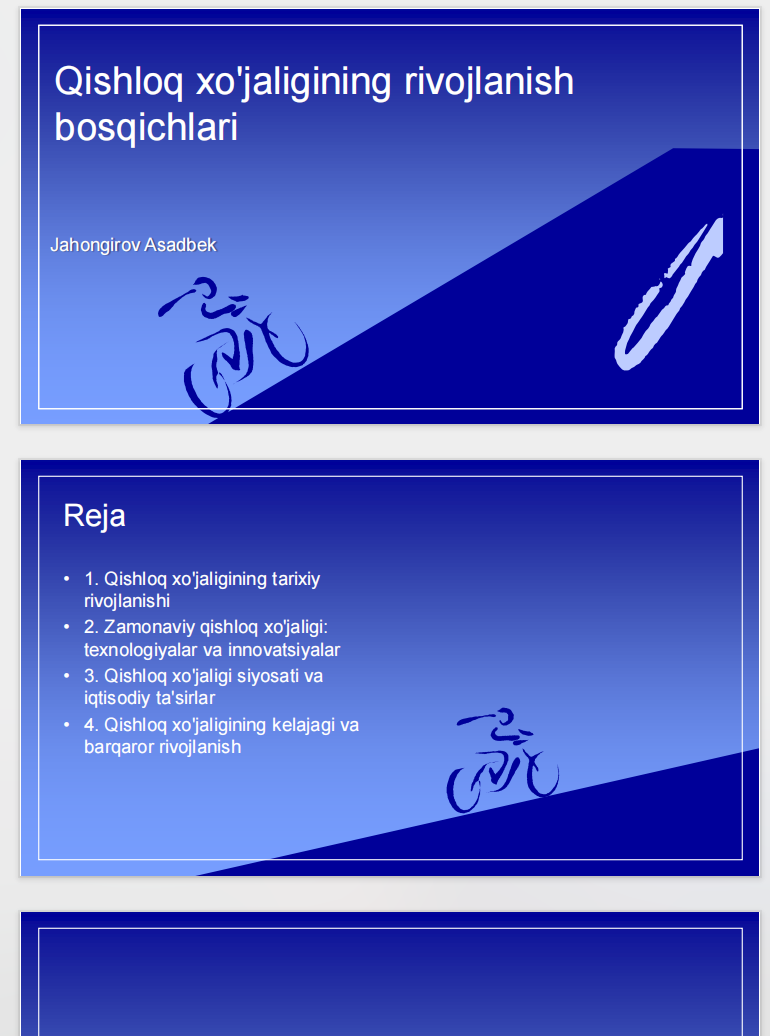 Qishloq xo'jaligining rivojlanish
bosqichlari
Jahongirov Asadbek
Reja
• 1. Qishloq xo'jaligining tarixiy
rivojlanishi
• 2. Zamonaviy qishloq xo'jaligi:
texnologiyalar va innovatsiyalar
• 3. Qishloq xo'jaligi siyosati va
iqtisodiy ta'sirlar
• 4. Qishloq xo'jaligining kelajagi va
barqaror rivojlanish